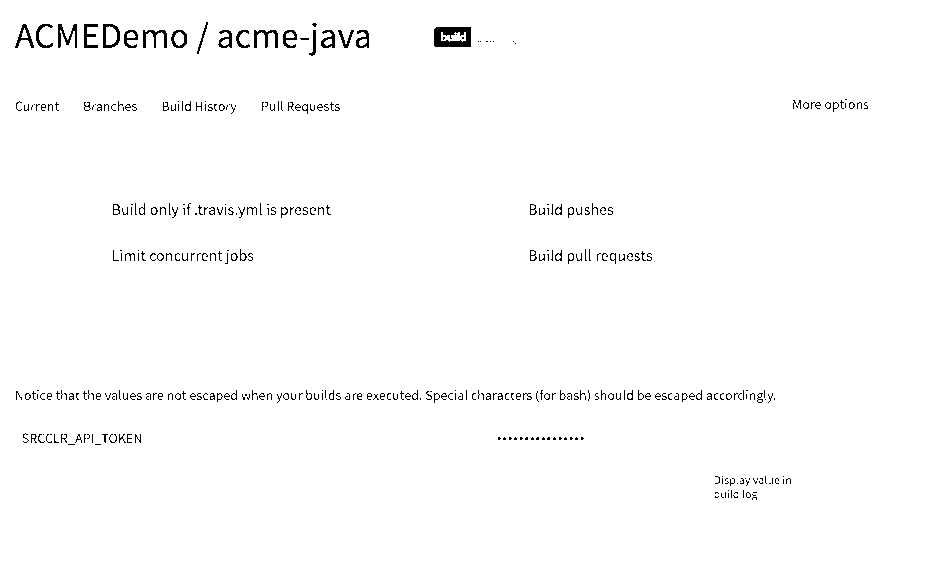 ACMEDemo / acme-java build
Current Branches Build History Pull Requests More options
Build only if .travis.yml is present Build pushes
Limit concurrent jobs Build pull requests
Notice that the values are not escaped when your builds are executed. Special characters (for bash) should be escaped accordingly.
SRCCLR_API_TOKEN ••••••••••••••••
Display value in
build log